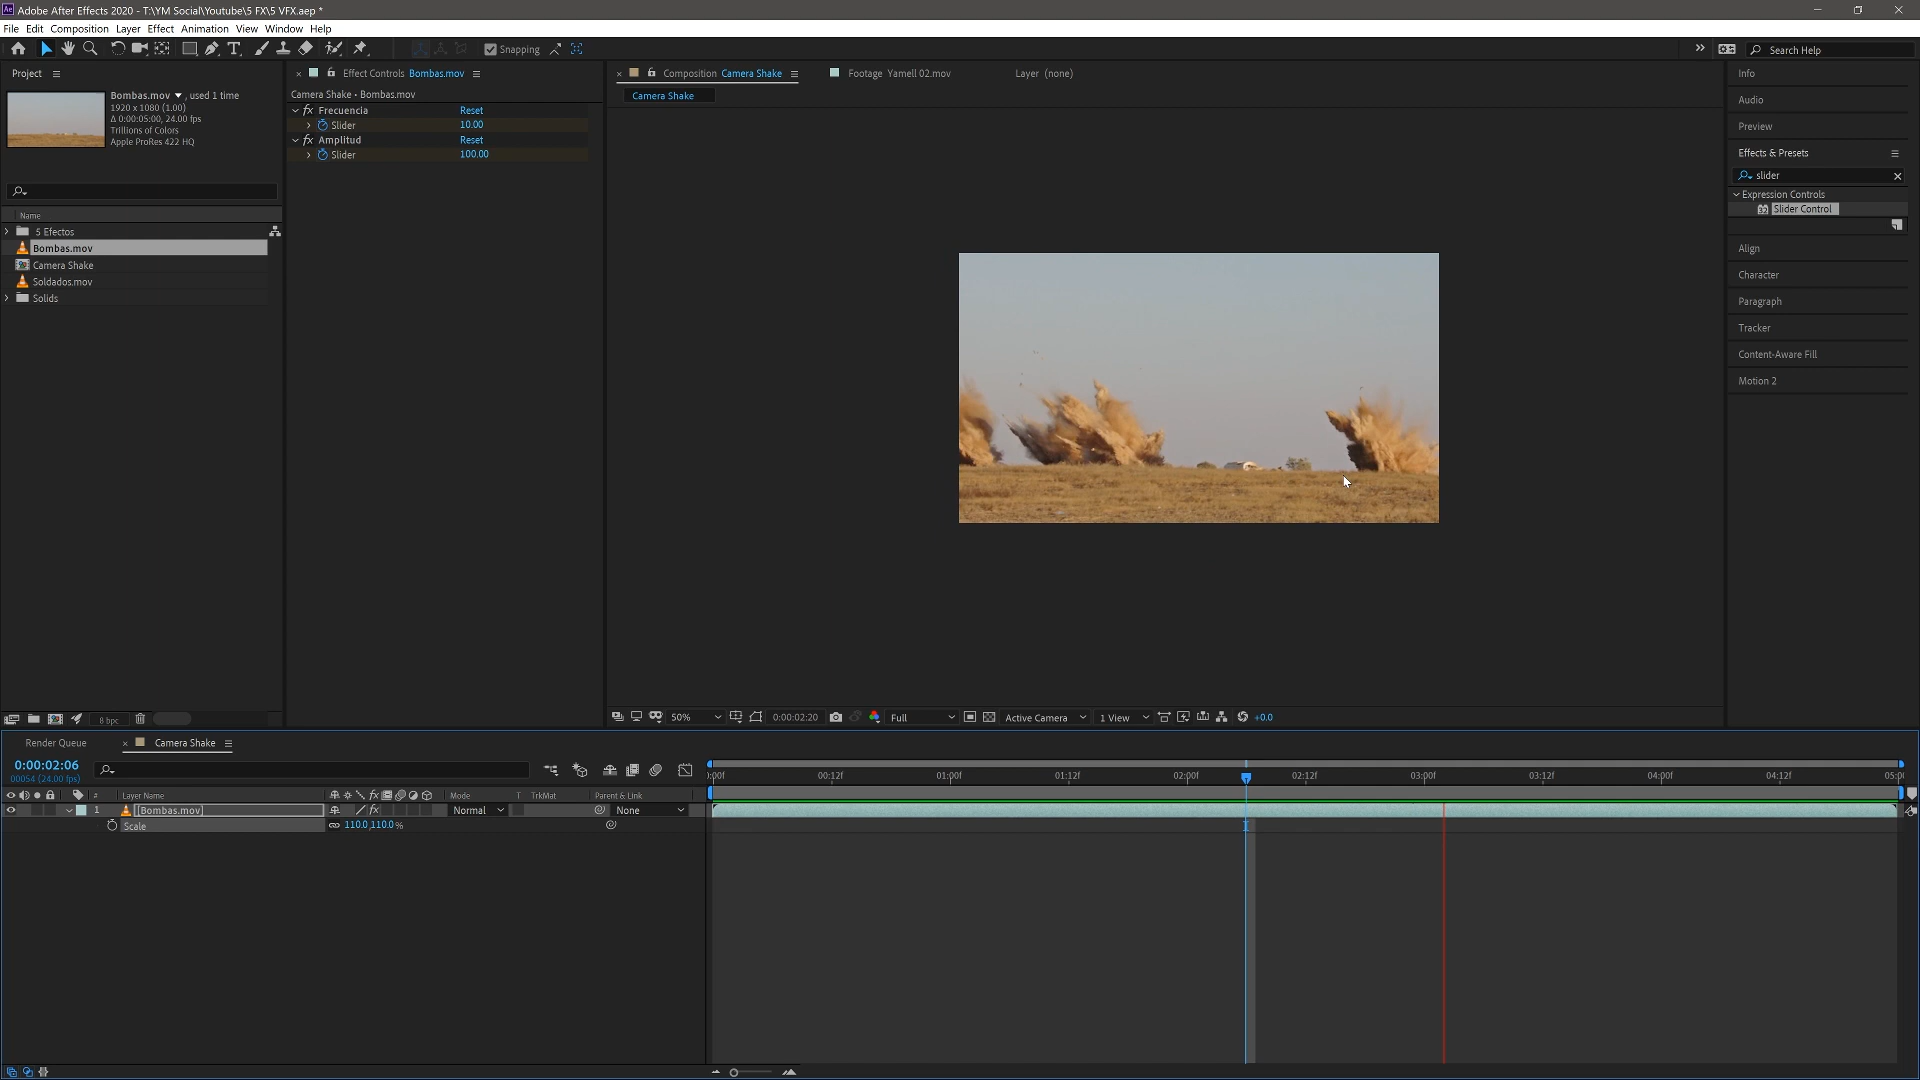 Adobe After Effects 2020 - T:\YM Social\Youtube\5 FX\5 VFX.aep *
File Edit Composition Layer Effect Animation View Window Help
Snapping
Search Help
Project
Bombas.mov , used 1 time
1920 x 1080 (1.00)
Δ 0:00:05:00, 24.00 fps
Trillions of Colors
Apple ProRes 422 HQ
Name
5 Efectos
Bombas.mov
Camera Shake
Soldados.mov
Solids
8 bpc
Effect Controls Bombas.mov
Camera Shake • Bombas.mov
fx Frecuencia Reset
Slider 10.00
fx Amplitud Reset
Slider 100.00
Composition Camera Shake
Footage Yamell 02.mov
Layer (none)
Camera Shake
50% 0:00:02:20 Full Active Camera 1 View +0.0
Info
Audio
Preview
Effects & Presets
slider
Expression Controls
32 Slider Control
Align
Character
Paragraph
Tracker
Content-Aware Fill
Motion 2
Render Queue
Camera Shake
0:00:02:06
00054 (24.00 fps)
# Layer Name Mode T TrkMat Parent & Link
1 [Bombas.mov] fx Normal None
Scale 110.0,110.0%
:00f 00:12f 01:00f 01:12f 02:00f 02:12f 03:00f 03:12f 04:00f 04:12f 05:0